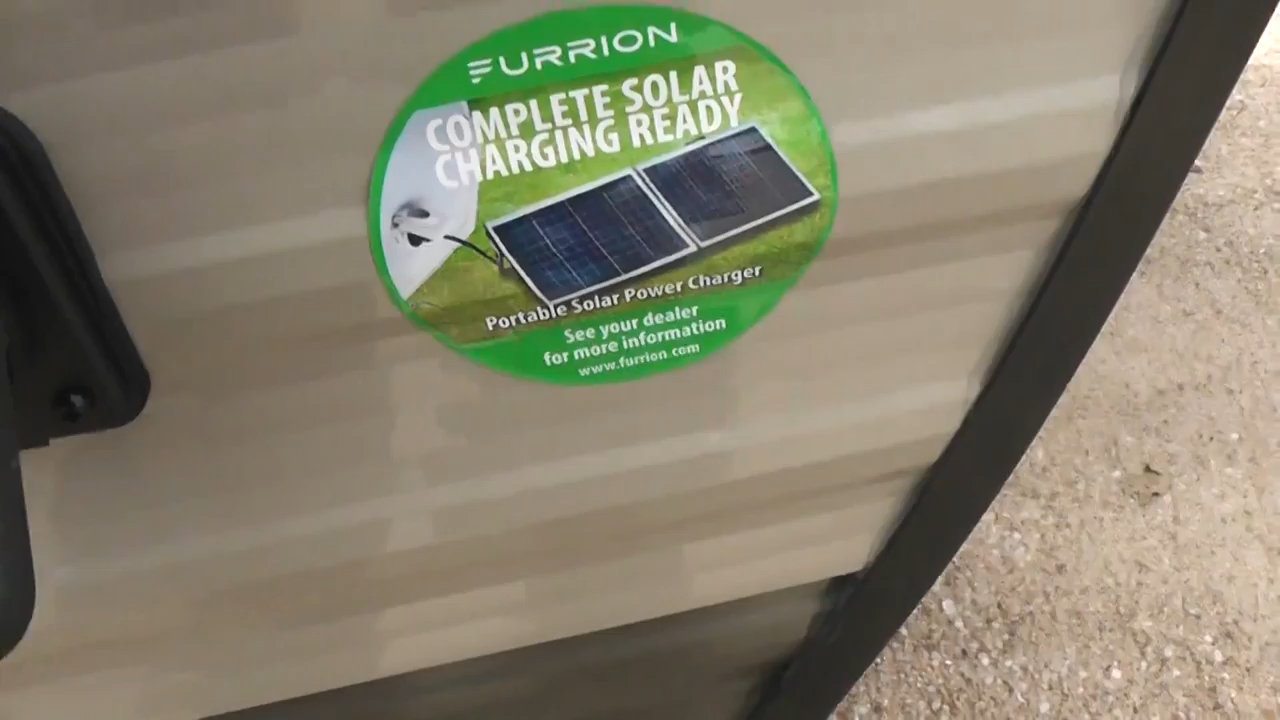 FURRION
COMPLETE SOLAR
CHARGING READY
Portable Solar Power Charger
See your dealer
for more information
www.furrion.com